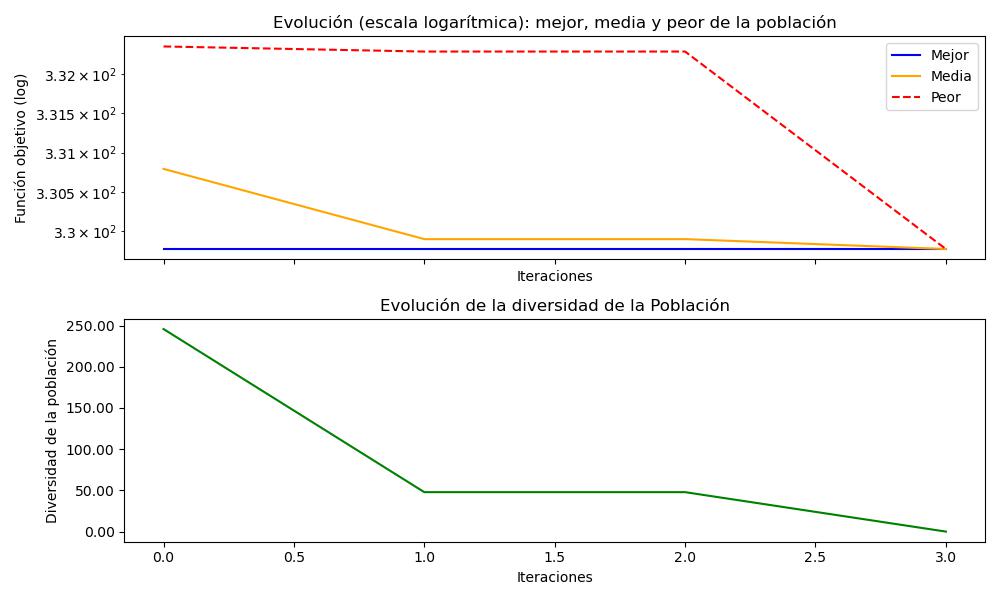 Evolución (escala logarítmica): mejor, media y peor de la población
Función objetivo (log)
3.32 × 10²
3.315 × 10²
3.31 × 10²
3.305 × 10²
3.3 × 10²
Mejor
Media
Peor
Iteraciones
Evolución de la diversidad de la Población
Diversidad de la población
250.00
200.00
150.00
100.00
50.00
0.00
0.0 0.5 1.0 1.5 2.0 2.5 3.0
Iteraciones